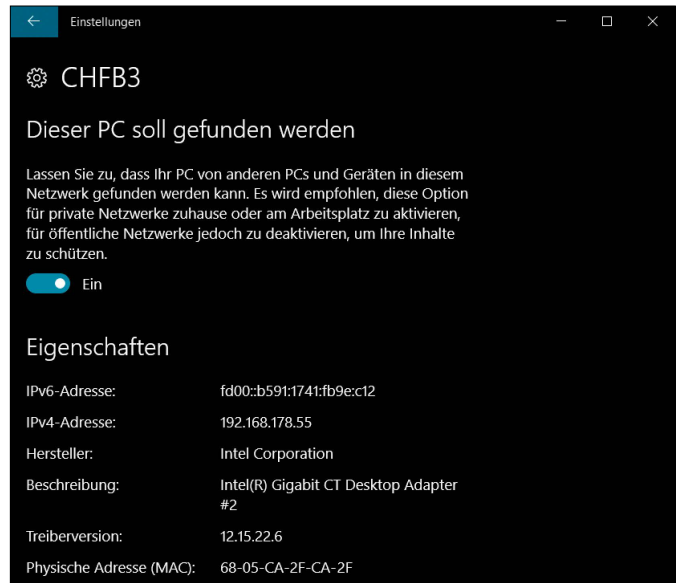 Einstellungen
CHFB3
Dieser PC soll gefunden werden
Lassen Sie zu, dass Ihr PC von anderen PCs und Geräten in diesem
Netzwerk gefunden werden kann. Es wird empfohlen, diese Option
für private Netzwerke zuhause oder am Arbeitsplatz zu aktivieren,
für öffentliche Netzwerke jedoch zu deaktivieren, um Ihre Inhalte
zu schützen.
Ein
Eigenschaften
IPv6-Adresse: fd00::b591:1741:fb9e:c12
IPv4-Adresse: 192.168.178.55
Hersteller: Intel Corporation
Beschreibung: Intel(R) Gigabit CT Desktop Adapter
#2
Treiberversion: 12.15.22.6
Physische Adresse (MAC): 68-05-CA-2F-CA-2F